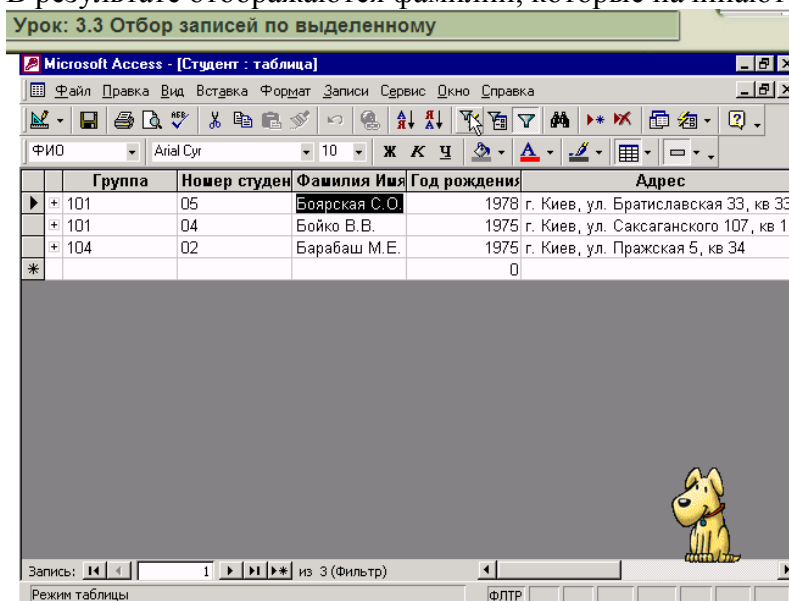 В результате отображаются фамилии, которые начинают
Урок: 3.3 Отбор записей по выделенному
Microsoft Access - [Студент : таблица]
Файл Правка Вид Вставка Формат Записи Сервис Окно Справка
ФИО Arial Cyr 10 Ж К Ч
Группа Номер студен Фамилия Имя Год рождения Адрес
101 05 Боярская С.О. 1978 г. Киев, ул. Братиславская 33, кв 33
101 04 Бойко В.В. 1975 г. Киев, ул. Саксаганского 107, кв 1
104 02 Барабаш М.Е. 1975 г. Киев, ул. Пражская 5, кв 34
0
Запись: 1 из 3 (Фильтр)
Режим таблицы ФЛТР